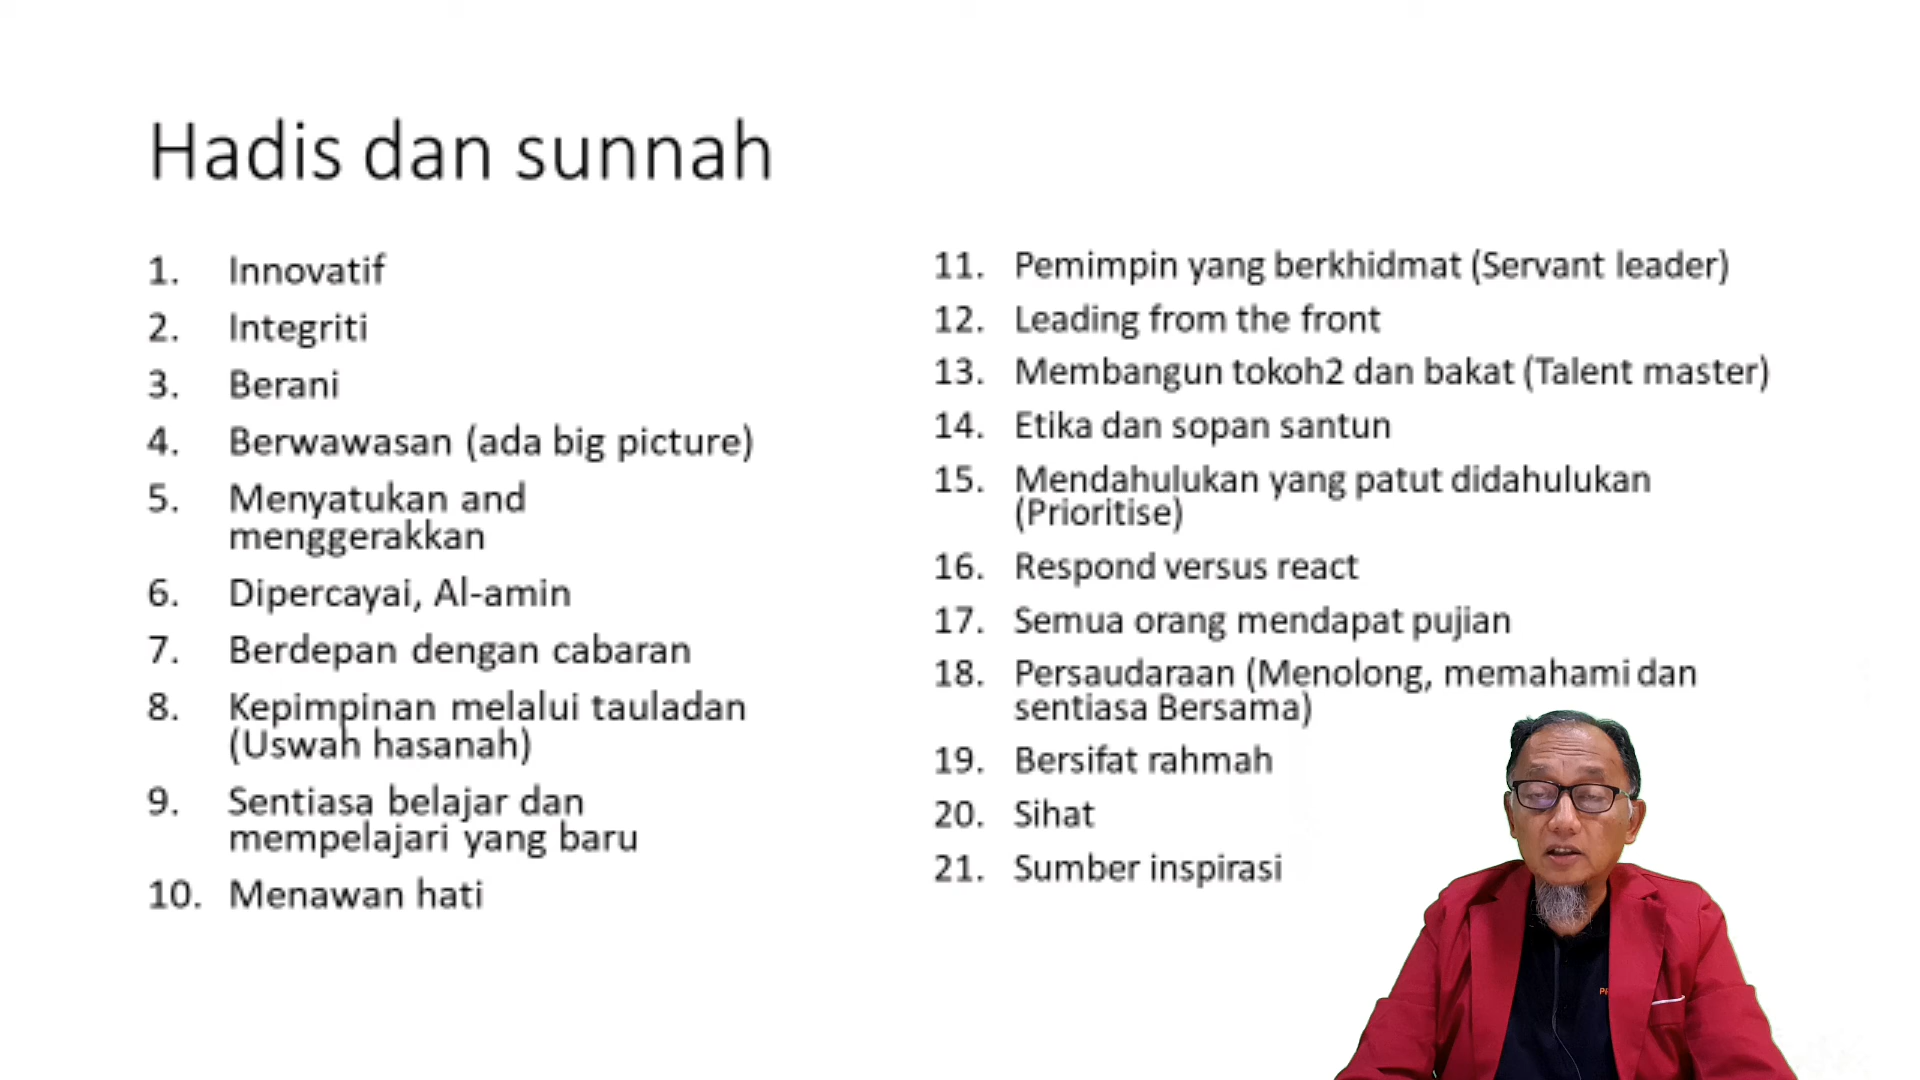 Hadis dan sunnah
1. Innovatif
2. Integriti
3. Berani
4. Berwawasan (ada big picture)
5. Menyatukan and
menggerakkan
6. Dipercayai, Al-amin
7. Berdepan dengan cabaran
8. Kepimpinan melalui tauladan
(Uswah hasanah)
9. Sentiasa belajar dan
mempelajari yang baru
10. Menawan hati
11. Pemimpin yang berkhidmat (Servant leader)
12. Leading from the front
13. Membangun tokoh2 dan bakat (Talent master)
14. Etika dan sopan santun
15. Mendahulukan yang patut didahulukan
(Prioritise)
16. Respond versus react
17. Semua orang mendapat pujian
18. Persaudaraan (Menolong, memahami dan
sentiasa Bersama)
19. Bersifat rahmah
20. Sihat
21. Sumber inspirasi